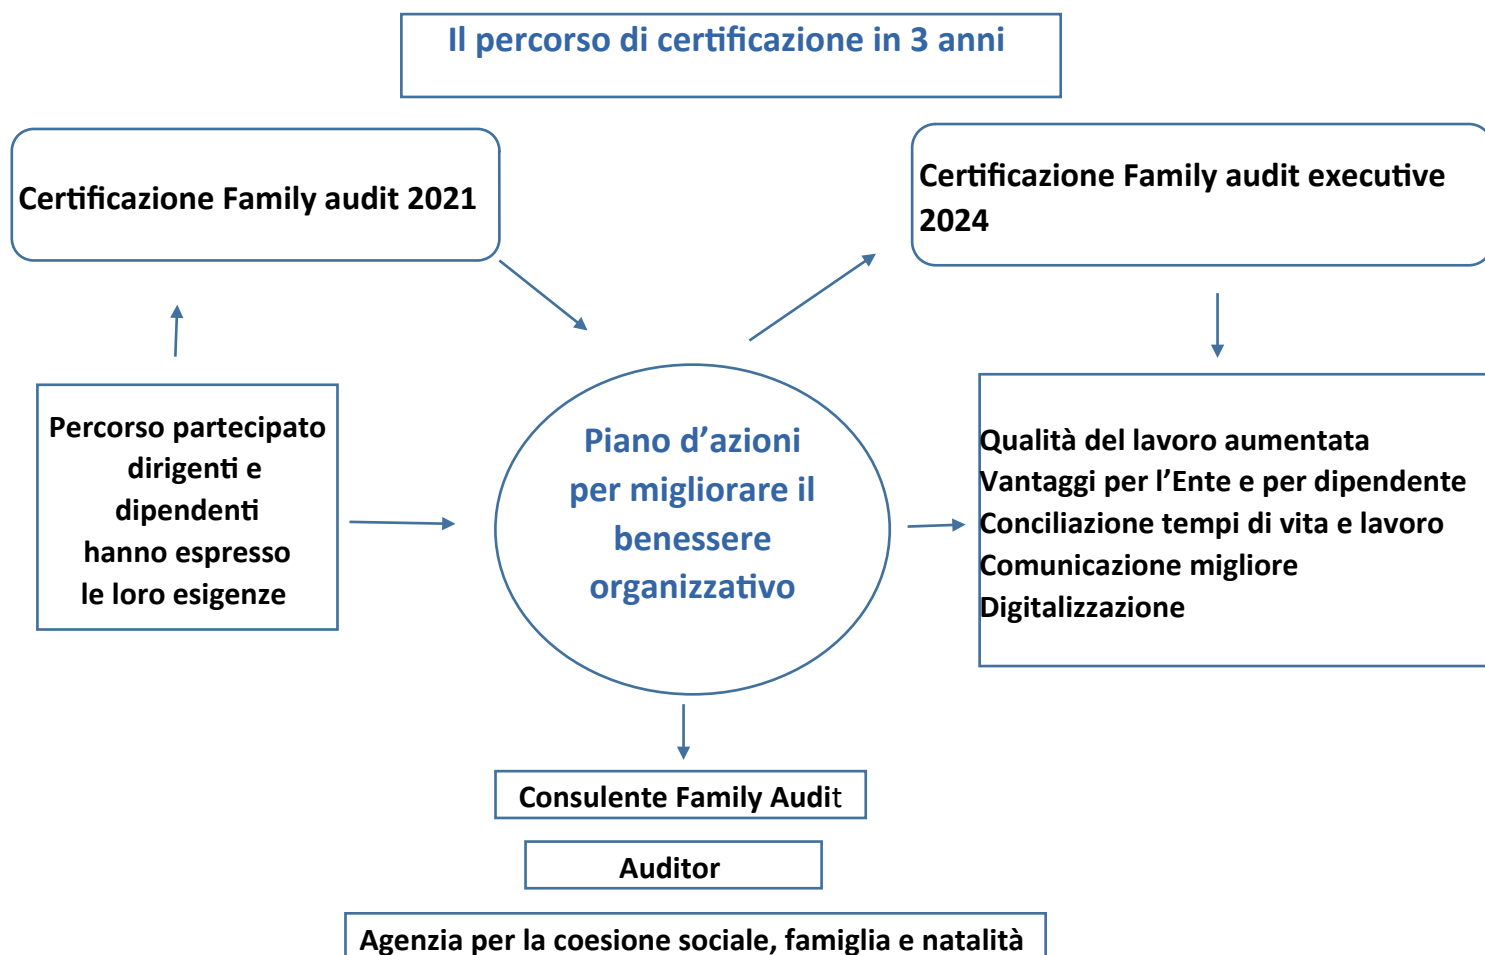 Il percorso di certificazione in 3 anni
Certificazione Family audit 2021
Certificazione Family audit executive
2024
Percorso partecipato
dirigenti e
dipendenti
hanno espresso
le loro esigenze
Piano d’azioni
per migliorare il
benessere
organizzativo
Qualità del lavoro aumentata
Vantaggi per l’Ente e per dipendente
Conciliazione tempi di vita e lavoro
Comunicazione migliore
Digitalizzazione
Consulente Family Audit
Auditor
Agenzia per la coesione sociale, famiglia e natalità